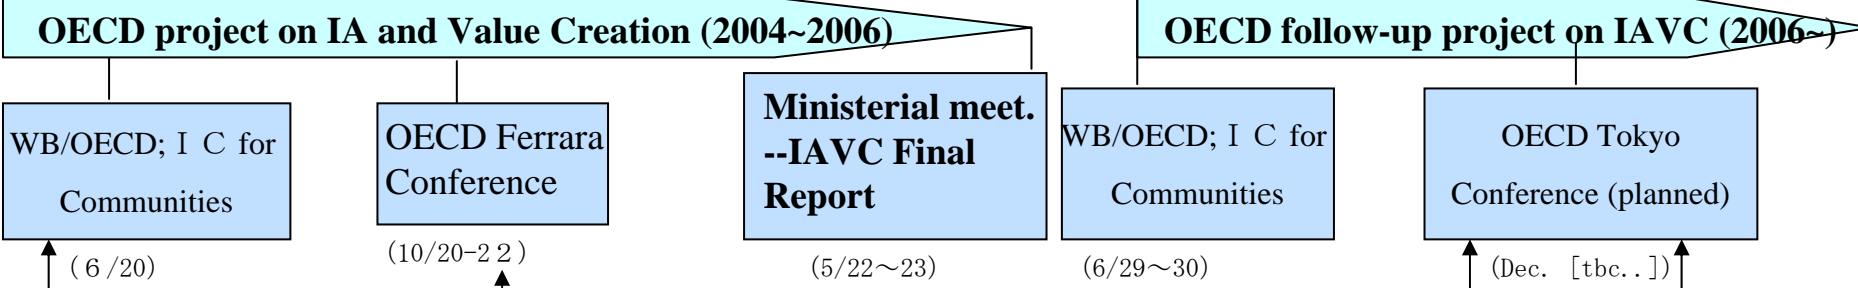 OECD project on IA and Value Creation (2004~2006)
OECD follow-up project on IAVC (2006~)
WB/OECD; I C for
Communities
OECD Ferrara
Conference
Ministerial meet.
--IAVC Final
Report
WB/OECD; I C for
Communities
OECD Tokyo
Conference (planned)
(6/20)
(10/20-22)
(5/22～23)
(6/29～30)
(Dec. [tbc..])